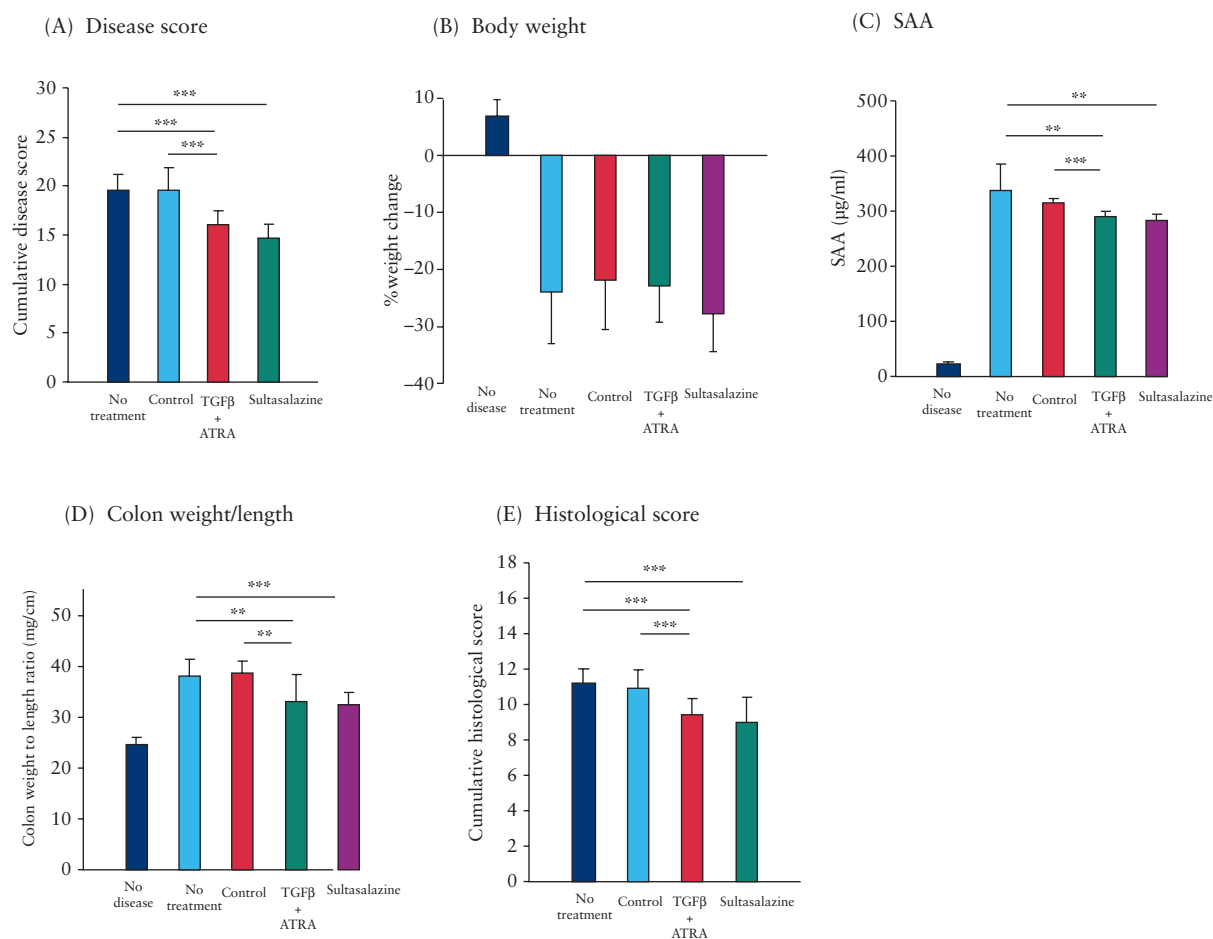 (A) Disease score
30
25
20
15
10
5
0
Cumulative disease score
***
***
***
No
treatment
Control
TGFβ
+
ATRA
Sultasalazine
(B) Body weight
10
0
–10
–20
–30
–40
% weight change
No
disease
No
treatment
Control
TGFβ
+
ATRA
Sultasalazine
(C) SAA
500
400
300
200
100
0
SAA (µg/ml)
**
**
***
No
disease
No
treatment
Control
TGFβ
+
ATRA
Sultasalazine
(D) Colon weight/length
50
40
30
20
10
0
Colon weight to length ratio (mg/cm)
***
**
**
No
disease
No
treatment
Control
TGFβ
+
ATRA
Sultasalazine
(E) Histological score
18
16
14
12
10
8
6
4
2
0
Cumulative histological score
***
***
***
No
treatment
Control
TGFβ
+
ATRA
Sultasalazine